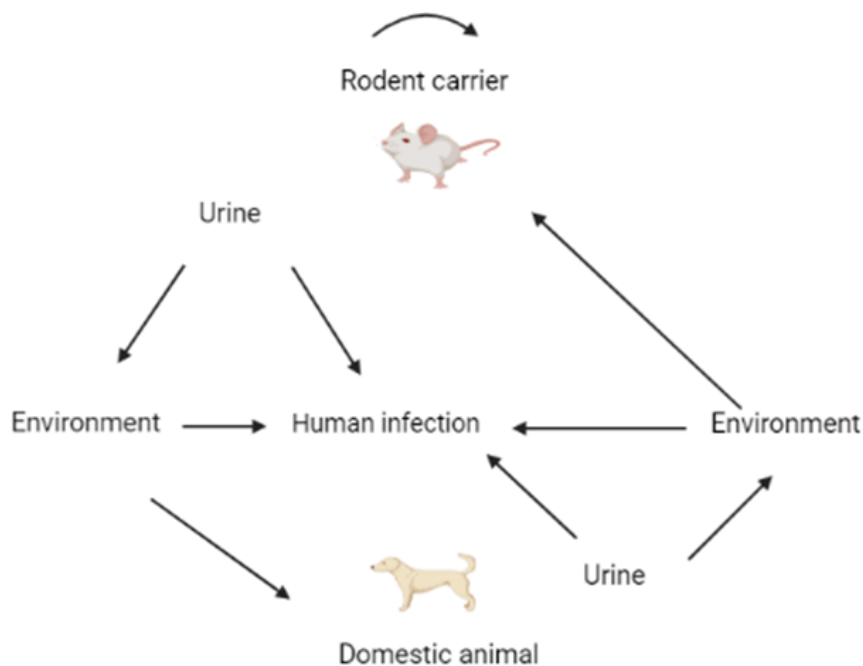 Rodent carrier
Urine
Environment
Human infection
Environment
Urine
Domestic animal